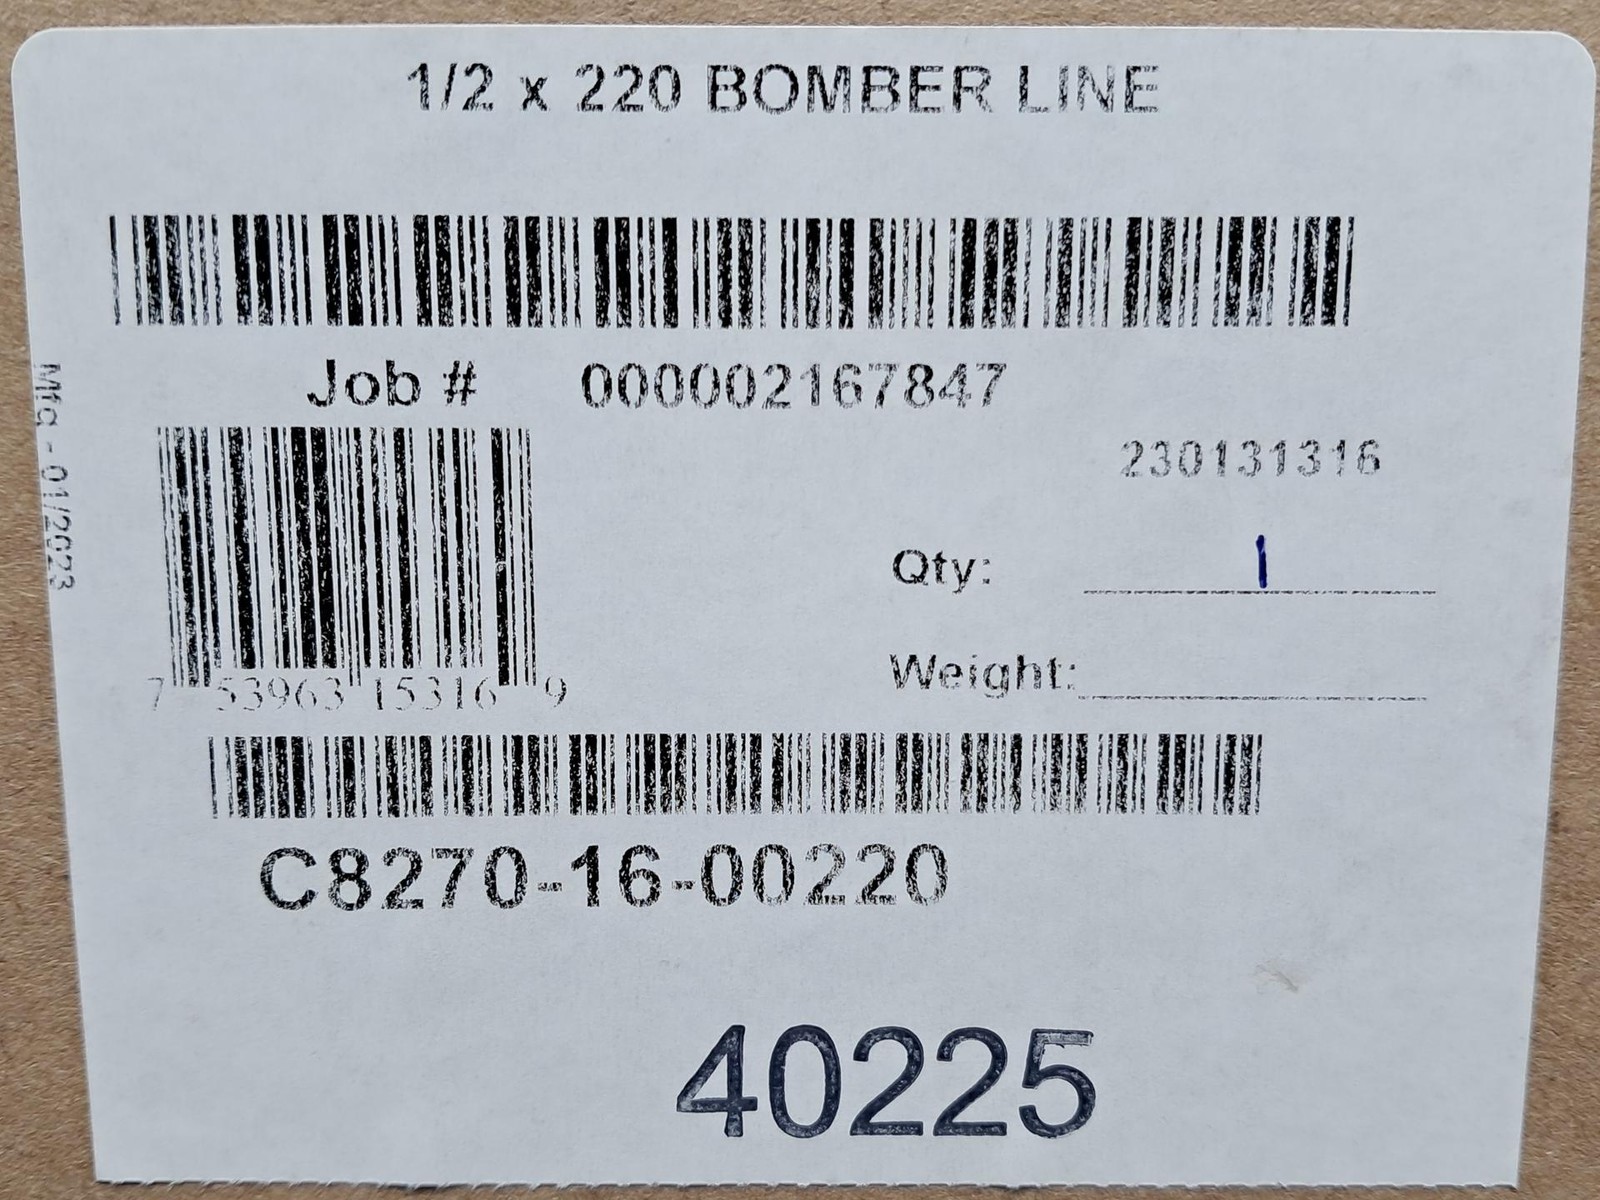 1/2 x 220 BOMBER LINE
Job # 000002167847
Mfg - 01/2023
230131316
Qty: 1
Weight:
7 53963 15316 9
C8270-16-00220
40225